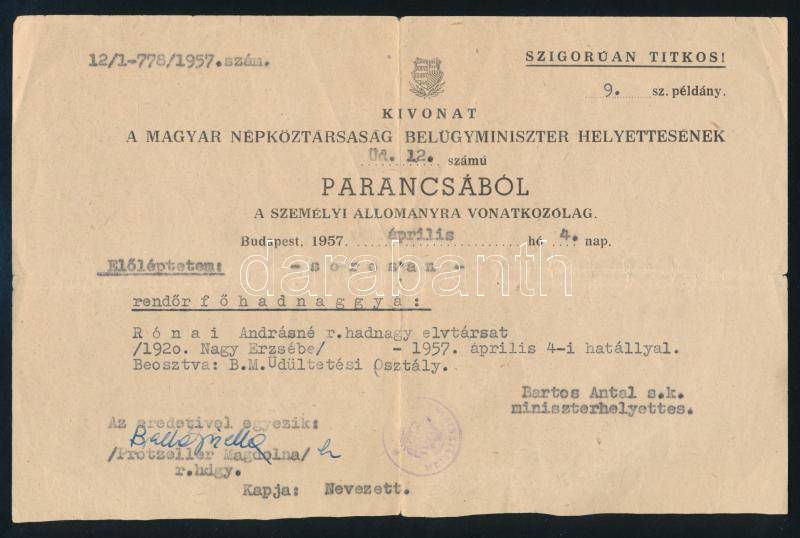 12/1-778/1957.szám.
SZIGORÚAN TITKOS!
9. sz. példány.
KIVONAT
A MAGYAR NÉPKÖZTÁRSASÁG BELÜGYMINISZTER HELYETTESÉNEK
Üd. 12. számú
PARANCSÁBÓL
A SZEMÉLYI ÁLLOMÁNYRA VONATKOZÓLAG.
Budapest, 1957. április hó 4. nap.
Előléptetem: - s o r o s a n -
darabanth
rendőr f ő h a d n a g g y á :
R ó n a i Andrásné r.hadnagy elvtársat
/192o. Nagy Erzsébe/ - 1957. április 4-i hatállyal.
Beosztva: B.M.Üdültetési Osztály.
Bartos Antal s.k.
miniszterhelyettes.
Az eredetivel egyezik:
/Protzeller Magdolna/
r.hdgy.
Kapja: Nevezett.